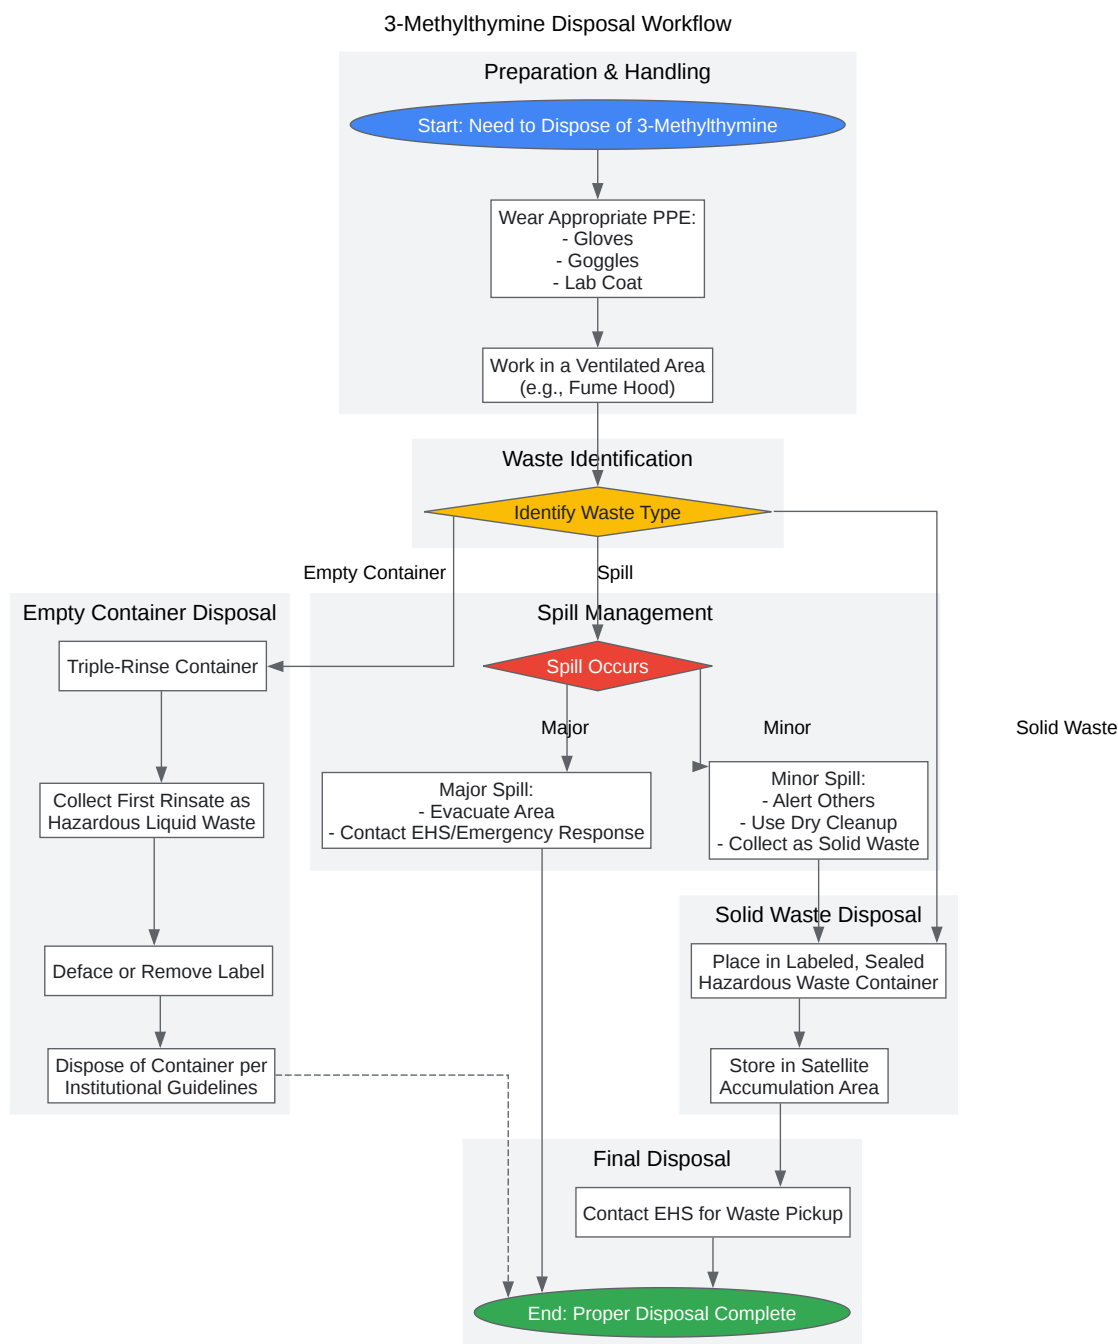 3-Methylthymine Disposal Workflow
Preparation & Handling
Start: Need to Dispose of 3-Methylthymine
Wear Appropriate PPE:
- Gloves
- Goggles
- Lab Coat
Work in a Ventilated Area
(e.g., Fume Hood)
Waste Identification
Identify Waste Type
Empty Container
Spill
Solid Waste
Empty Container Disposal
Triple-Rinse Container
Collect First Rinsate as
Hazardous Liquid Waste
Deface or Remove Label
Dispose of Container per
Institutional Guidelines
Spill Management
Spill Occurs
Major
Minor
Major Spill:
- Evacuate Area
- Contact EHS/Emergency Response
Minor Spill:
- Alert Others
- Use Dry Cleanup
- Collect as Solid Waste
Solid Waste Disposal
Place in Labeled, Sealed
Hazardous Waste Container
Store in Satellite
Accumulation Area
Final Disposal
Contact EHS for Waste Pickup
End: Proper Disposal Complete